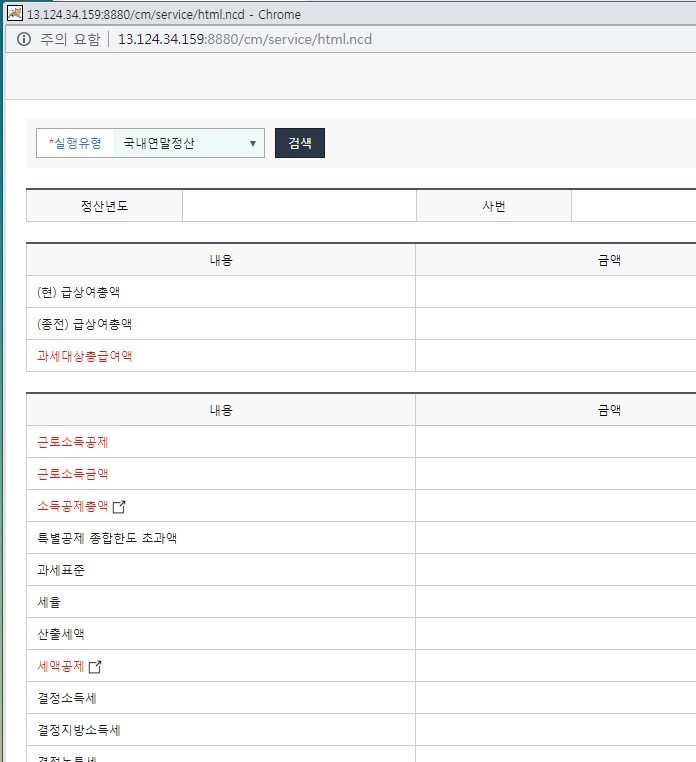 13.124.34.159:8880/cm/service/html.ncd - Chrome
주의 요함 | 13.124.34.159:8880/cm/service/html.ncd
*실행유형 국내연말정산 검색
정산년도 사번
내용 금액
(현) 급상여총액
(종전) 급상여총액
과세대상총급여액
내용 금액
근로소득공제
근로소득금액
소득공제총액
특별공제 종합한도 초과액
과세표준
세율
산출세액
세액공제
결정소득세
결정지방소득세
결정농특세